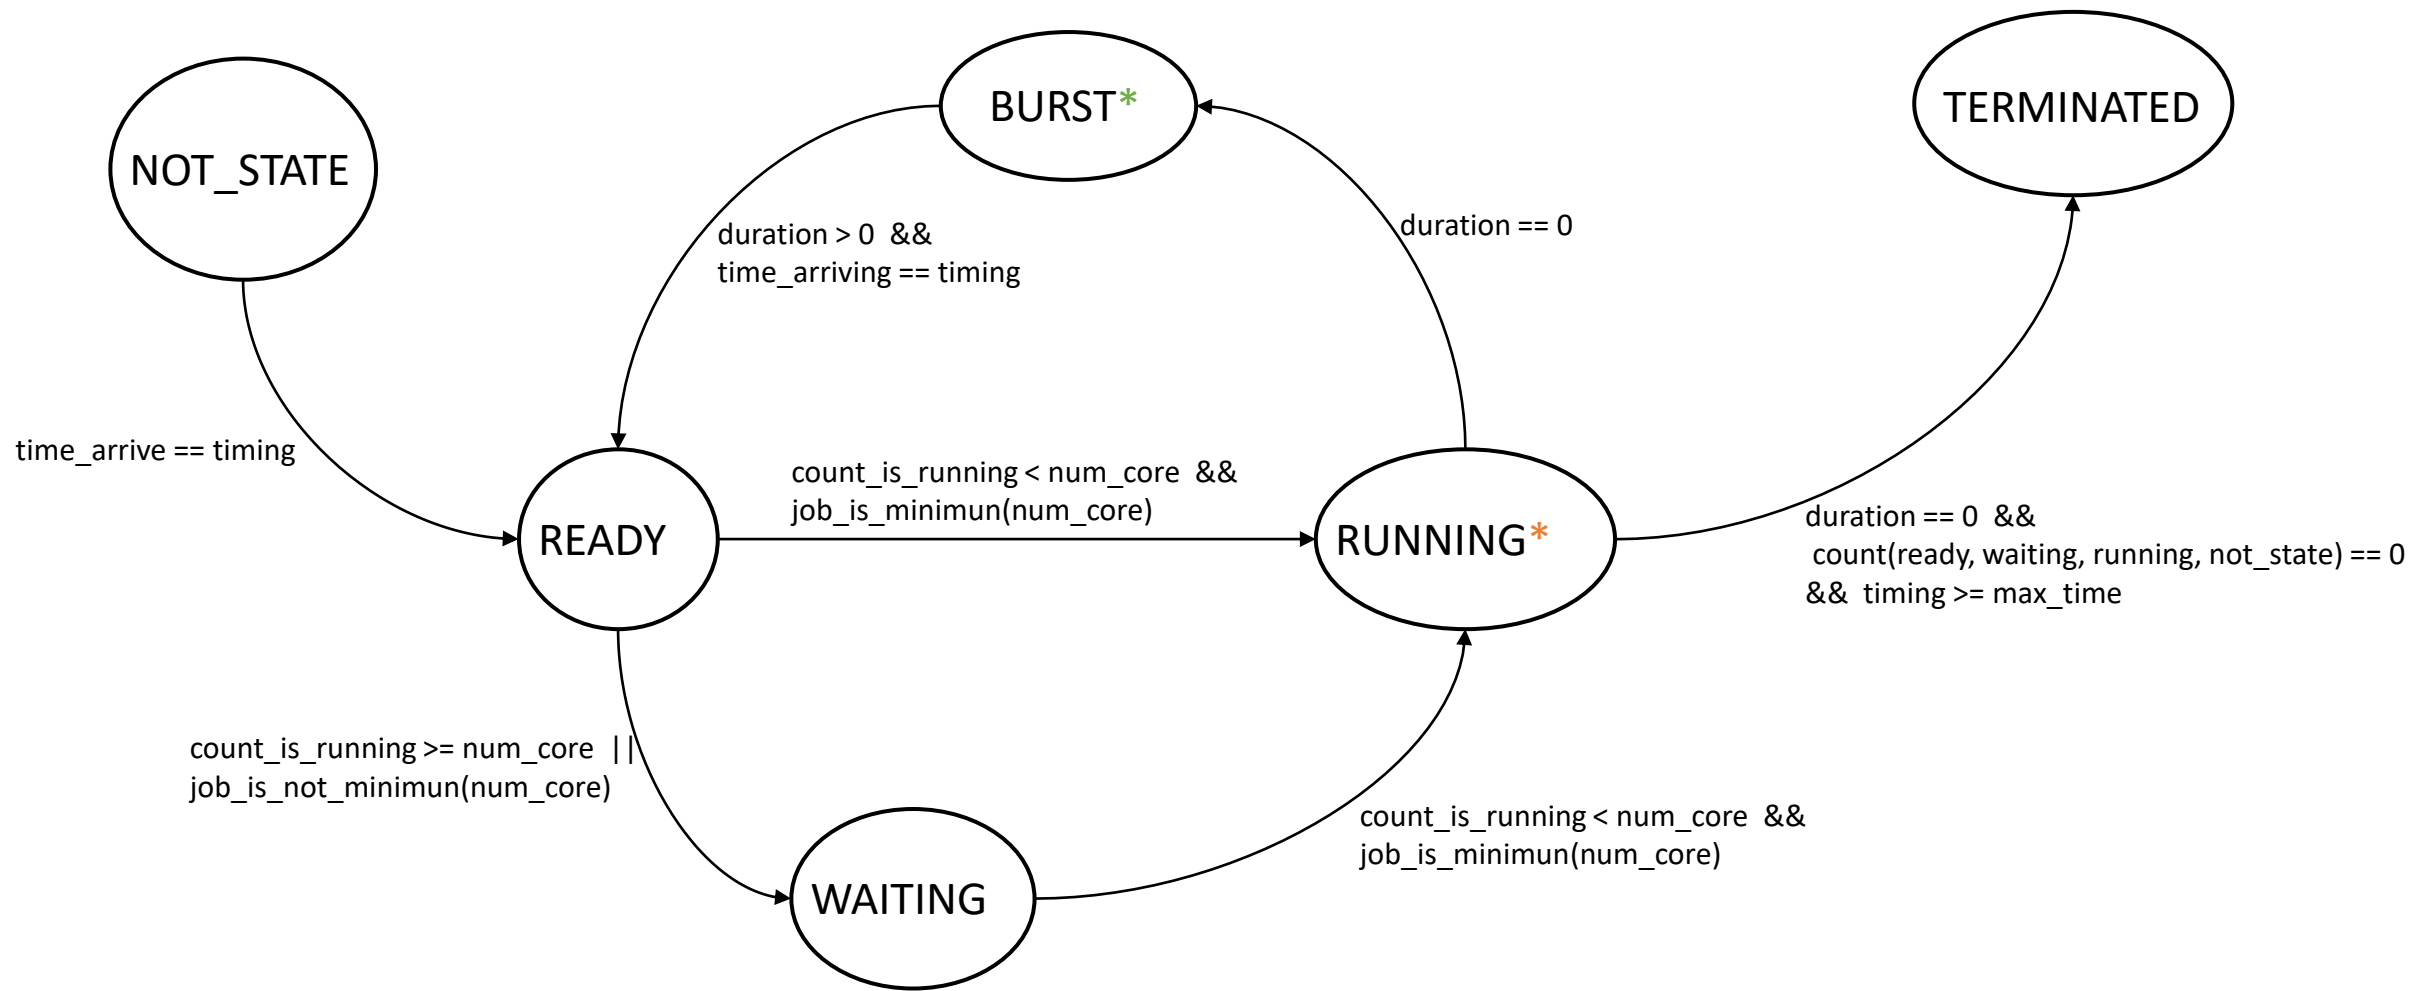 BURST*
TERMINATED
NOT_STATE
duration > 0 &&
time_arriving == timing
duration == 0
time_arrive == timing
count_is_running < num_core &&
job_is_minimun(num_core)
READY
RUNNING*
duration == 0 &&
count(ready, waiting, running, not_state) == 0
&& timing >= max_time
count_is_running >= num_core ||
job_is_not_minimun(num_core)
WAITING
count_is_running < num_core &&
job_is_minimun(num_core)